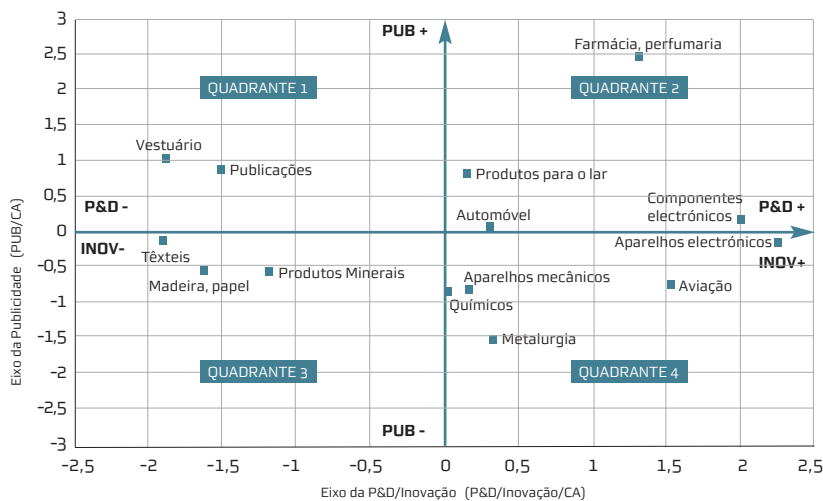 3
2,5
2
1,5
1
0,5
0
-0,5
-1
-1,5
-2
-2,5
-3
Eixo da Publicidade (PUB/CA)
PUB +
Farmácia, perfumaria
QUADRANTE 1
QUADRANTE 2
Vestuário
Publicações
Produtos para o lar
P&D -
Automóvel
Componentes
electrónicos
P&D +
INOV-
Têxteis
Aparelhos electrónicos
INOV+
Madeira, papel
Produtos Minerais
Aparelhos mecânicos
Químicos
Aviação
Metalurgia
QUADRANTE 3
QUADRANTE 4
PUB -
-2,5 -2 -1,5 -1 0 0,5 1 1,5 2 2,5
Eixo da P&D/Inovação (P&D/Inovação/CA)